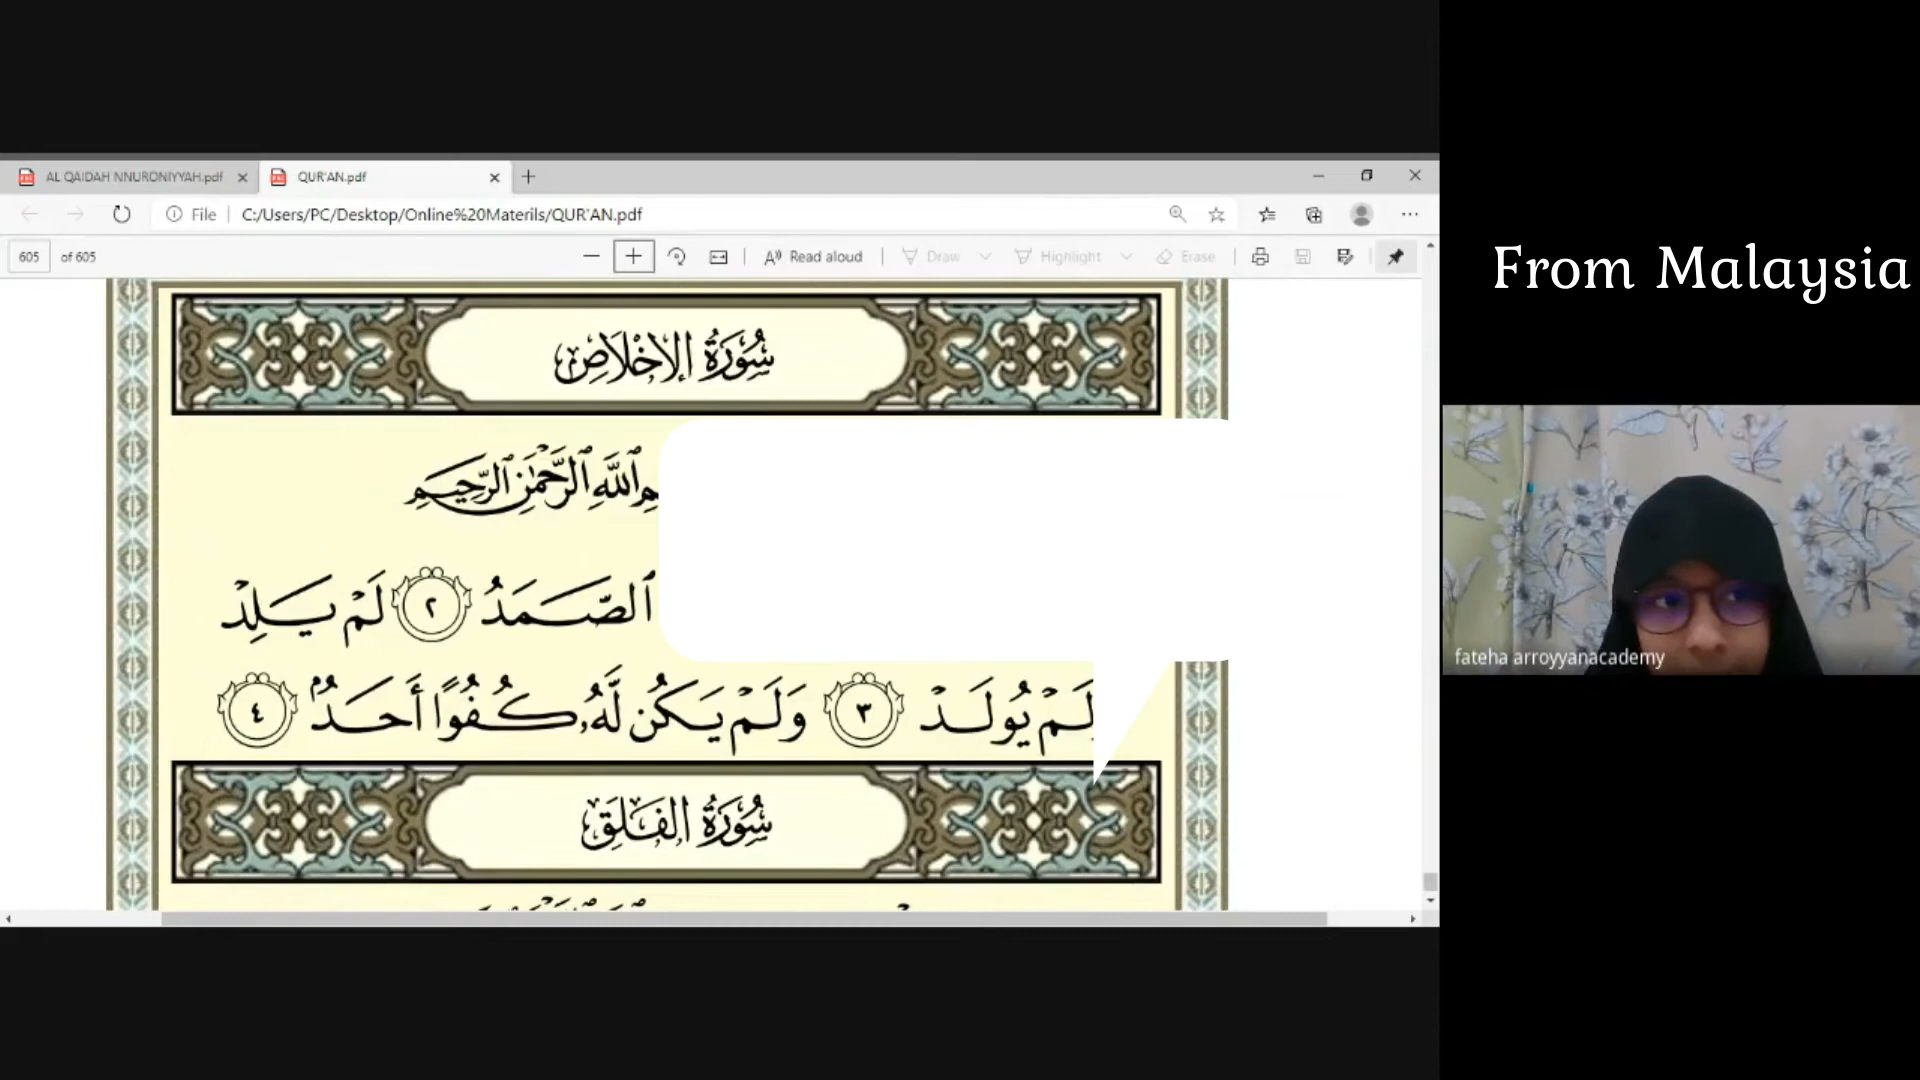 AL QAIDAH NNURONIYYAH.pdf
QUR'AN.pdf
File
C:/Users/PC/Desktop/Online%20Materils/QUR'AN.pdf
605 of 605
Read aloud
Draw
Highlight
Erase
سُورَةُ الإِخْلَاصِ
ٱللَّهِ ٱلرَّحْمَٰنِ ٱلرَّحِيمِ
ٱلصَّمَدُ ٢ لَمْ يَلِدْ
لَمْ يُولَدْ ٣ وَلَمْ يَكُن لَّهُۥ كُفُوًا أَحَدٌۢ ٤
سُورَةُ الفَلَقِ
From Malaysia
fateha arroyyanacademy